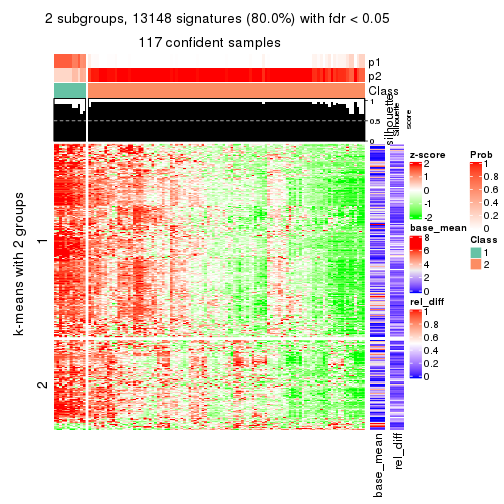 2 subgroups, 13148 signatures (80.0%) with fdr < 0.05
117 confident samples
p1
p2
Class
silhouette
Silhouette
score
1
0.5
0
k-means with 2 groups
1
2
base_mean
rel_diff
z-score
2
1
0
-1
-2
base_mean
8
6
4
2
0
rel_diff
1
0.8
0.6
0.4
0.2
0
Prob
1
0.8
0.6
0.4
0.2
0
Class
1
2